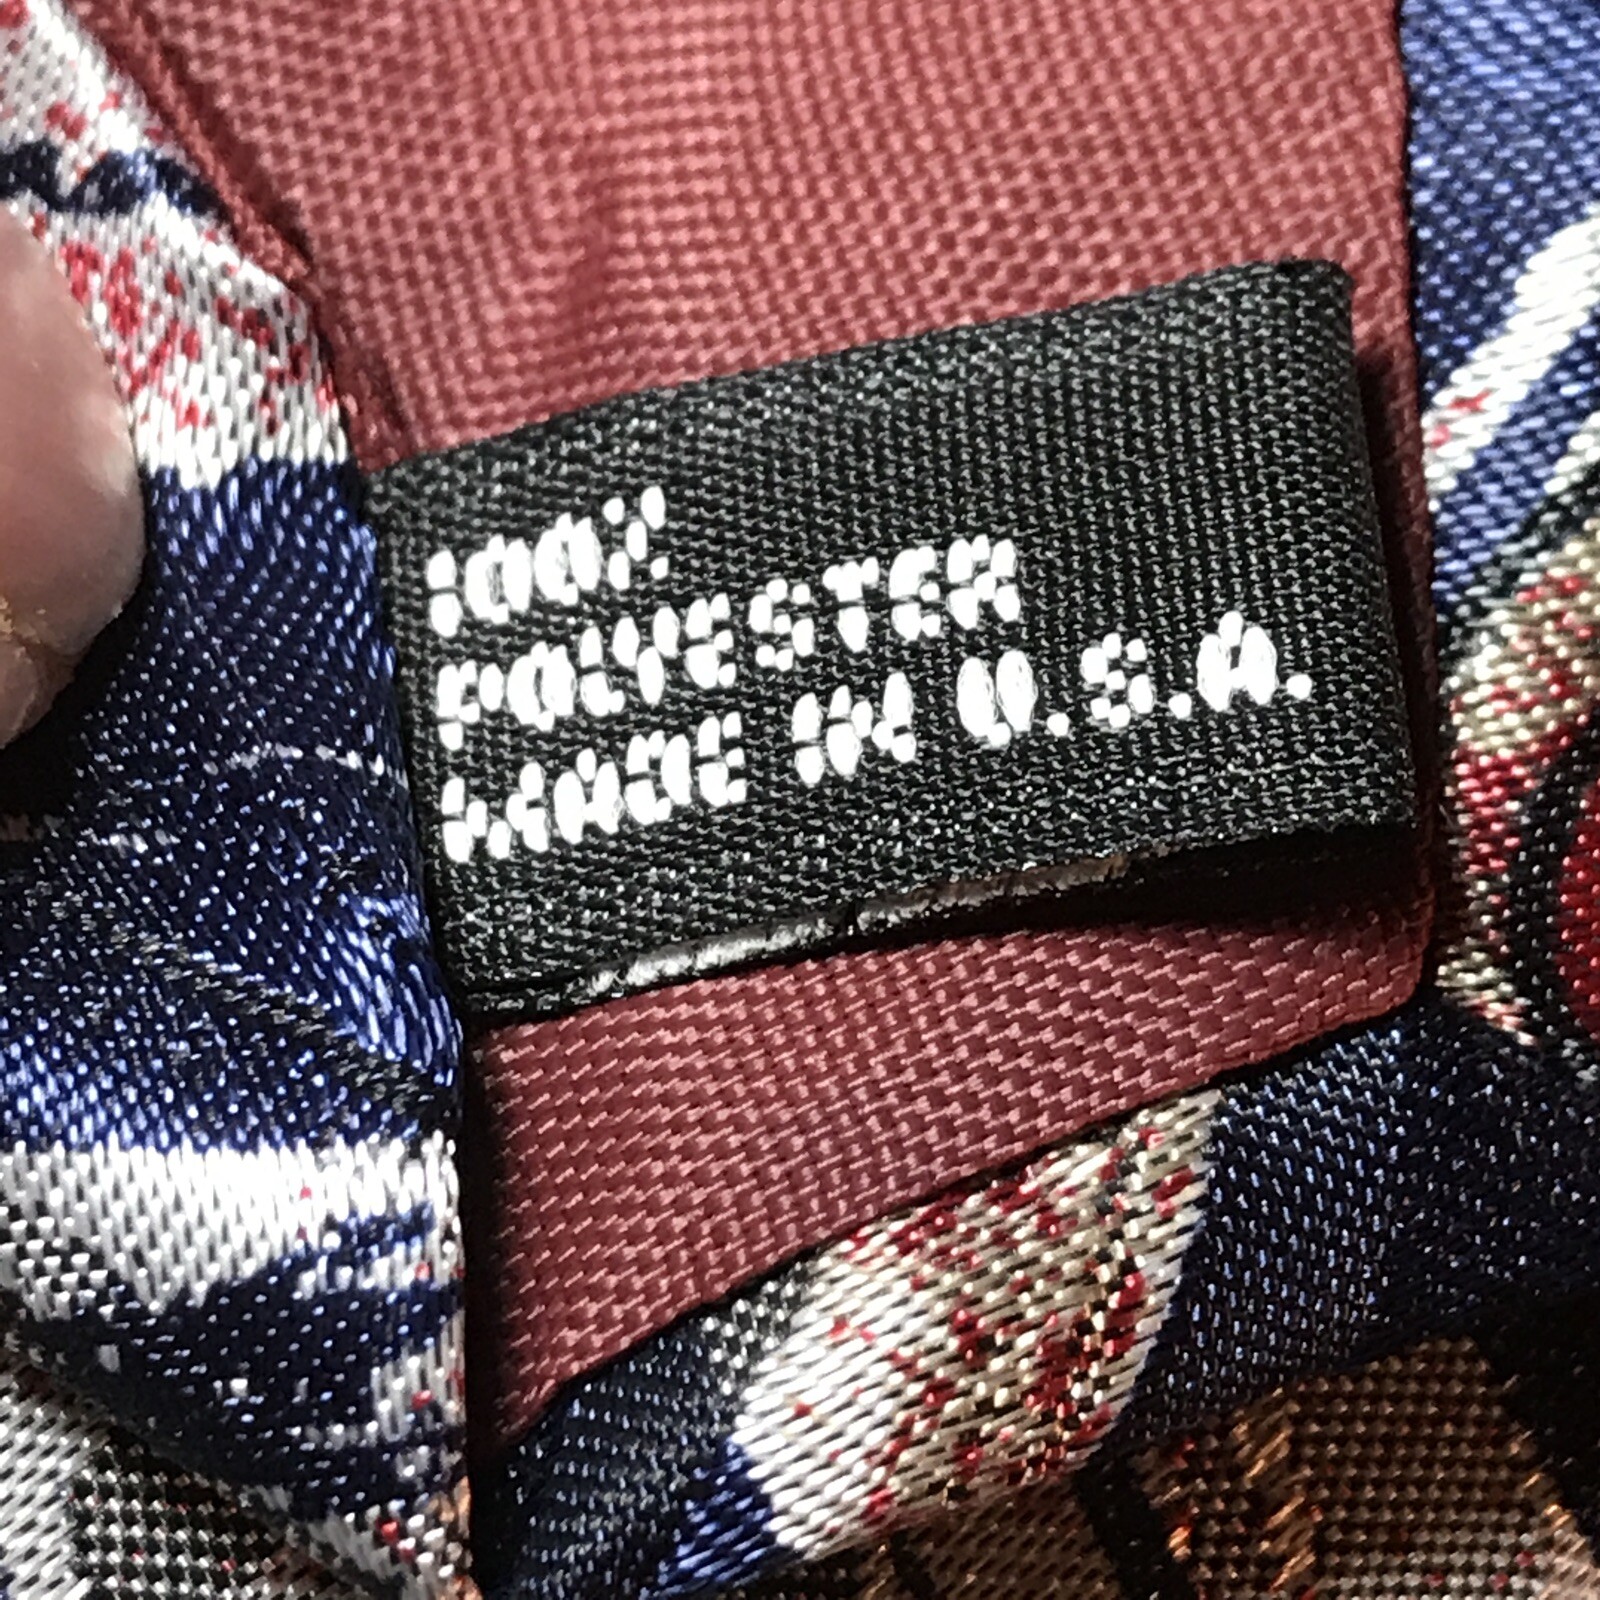 100%
POLYESTER
MADE IN U.S.A.